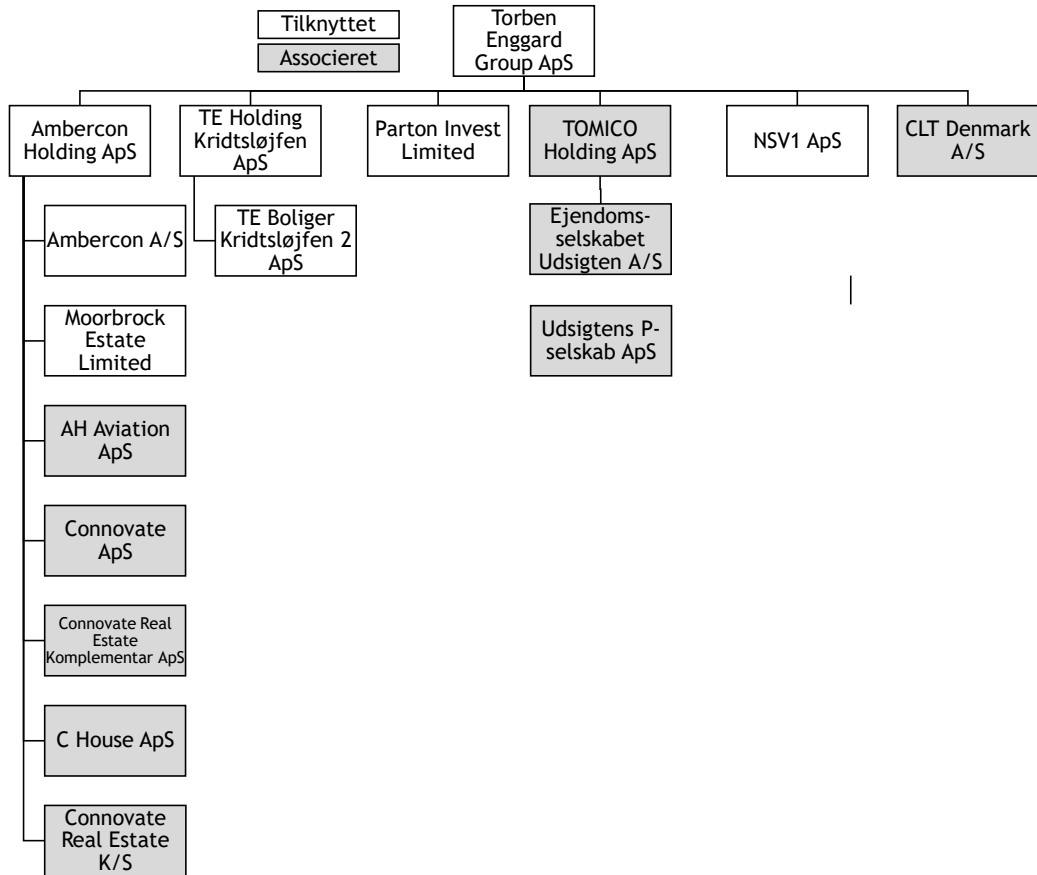 Tilknyttet
Associeret
Torben
Enggard
Group ApS
Ambercon
Holding ApS
TE Holding
Kridtsløjfen
ApS
Parton Invest
Limited
TOMICO
Holding ApS
NSV1 ApS
CLT Denmark
A/S
Ambercon A/S
TE Boliger
Kridtsløjfen 2
ApS
Ejendoms-
selskabet
Udsigten A/S
Moorbrock
Estate
Limited
Udsigtens P-
selskab ApS
AH Aviation
ApS
Connovate
ApS
Connovate Real
Estate
Komplementar ApS
C House ApS
Connovate
Real Estate
K/S